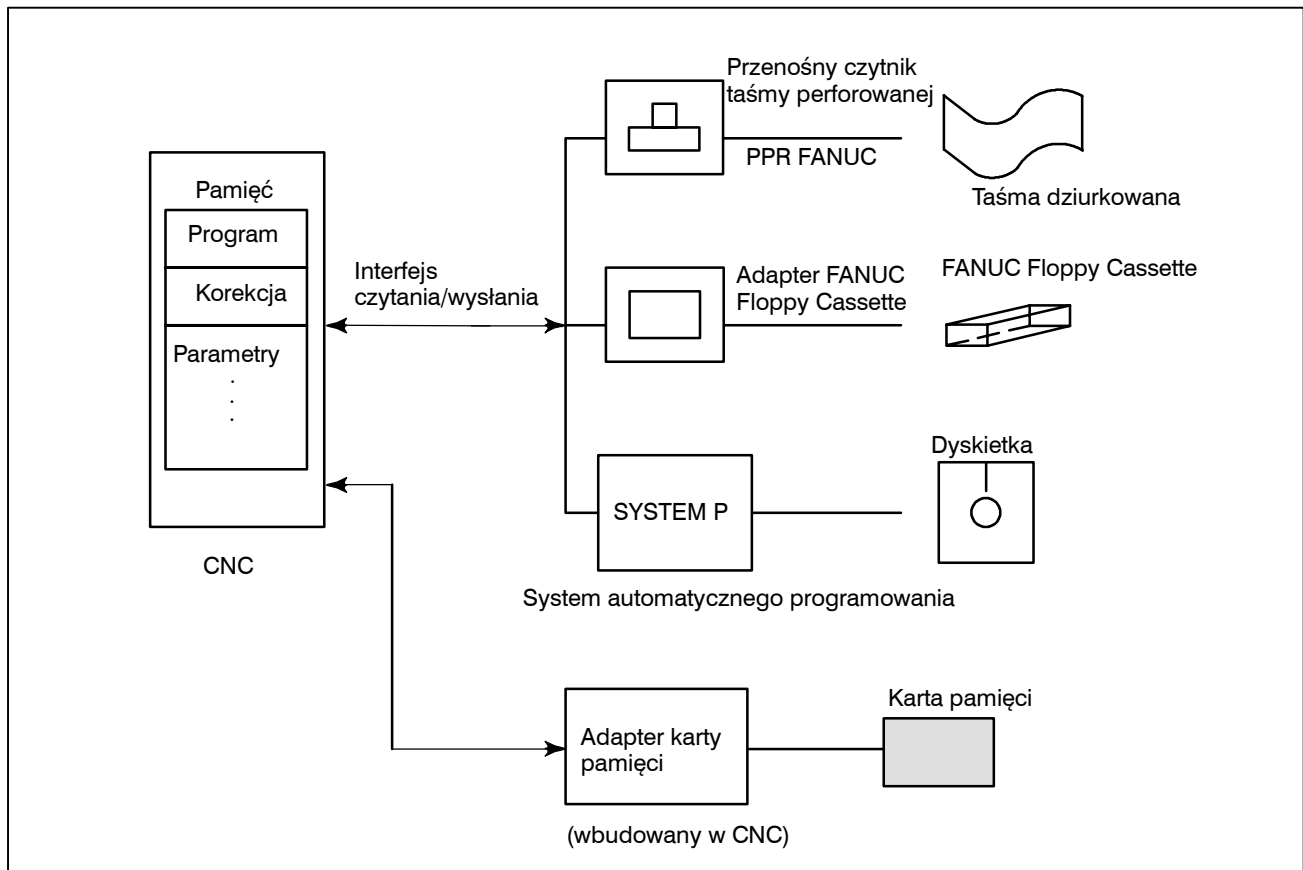 Przenośny czytnik
taśmy perforowanej
PPR FANUC
Taśma dziurkowana
Pamięć
Program
Korekcja
Parametry
.
.
.
CNC
Interfejs
czytania/wysłania
Adapter FANUC
Floppy Cassette
FANUC Floppy Cassette
Dyskietka
SYSTEM P
System automatycznego programowania
Karta pamięci
Adapter karty
pamięci
(wbudowany w CNC)